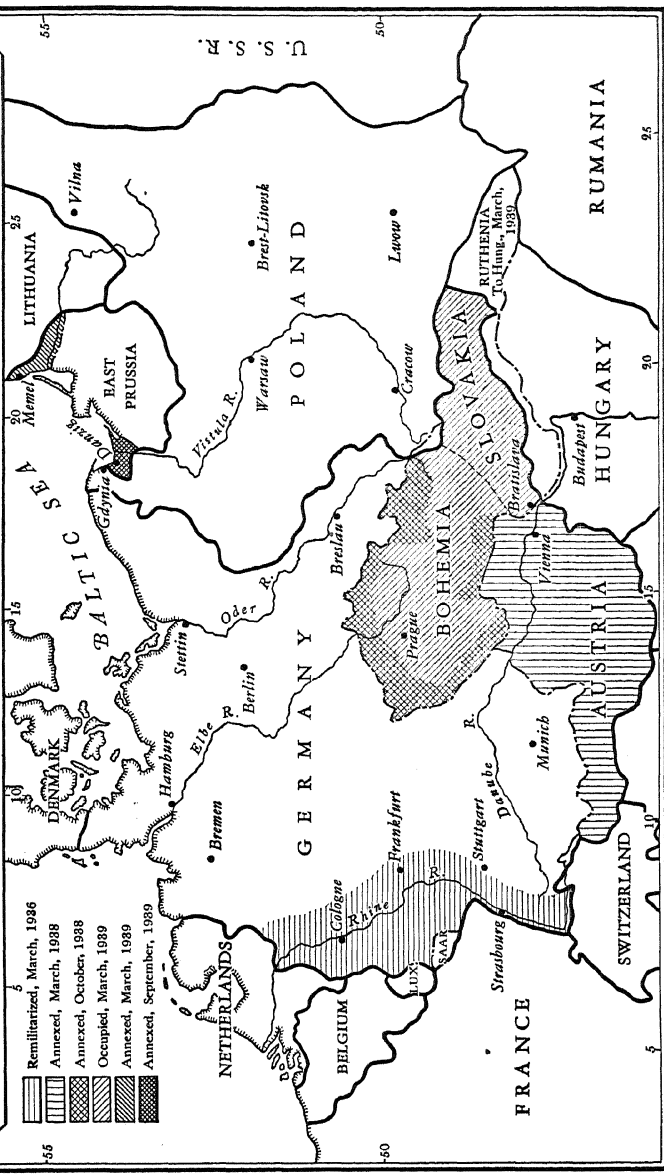 Remilitarized, March, 1936
Annexed, March, 1938
Annexed, October, 1938
Occupied, March, 1939
Annexed, March, 1939
Annexed, September, 1939
55
5
10
15
20
25
55
DENMARK
BALTIC SEA
Memel
LITHUANIA
Vilna
Danzig
Gdynia
EAST
PRUSSIA
Hamburg
Bremen
Stettin
NETHERLANDS
Elbe R.
Berlin
Oder R.
Vistula R.
Warsaw
Brest-Litovsk
U. S. S. R.
POLAND
GERMANY
Breslau
Cologne
Rhine R.
BELGIUM
LUX.
SAAR
Frankfurt
Prague
BOHEMIA
Cracow
Lwow
50
50
Stuttgart
Strasbourg
Danube R.
Munich
Vienna
Bratislava
SLOVAKIA
RUTHENIA
To Hung., March,
1939
FRANCE
SWITZERLAND
AUSTRIA
Budapest
HUNGARY
RUMANIA
5
10
15
20
25